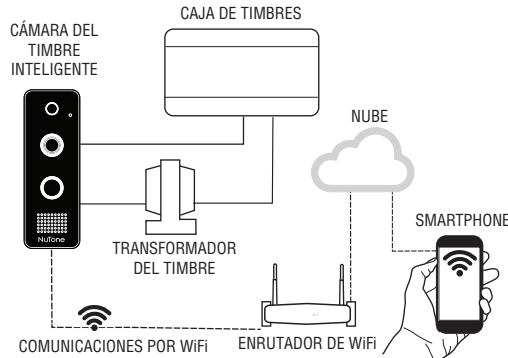 CAJA DE TIMBRES
CÁMARA DEL
TIMBRE
INTELIGENTE
NUBE
SMARTPHONE
NuTone
TRANSFORMADOR
DEL TIMBRE
COMUNICACIONES POR WiFi
ENRUTADOR DE WiFi